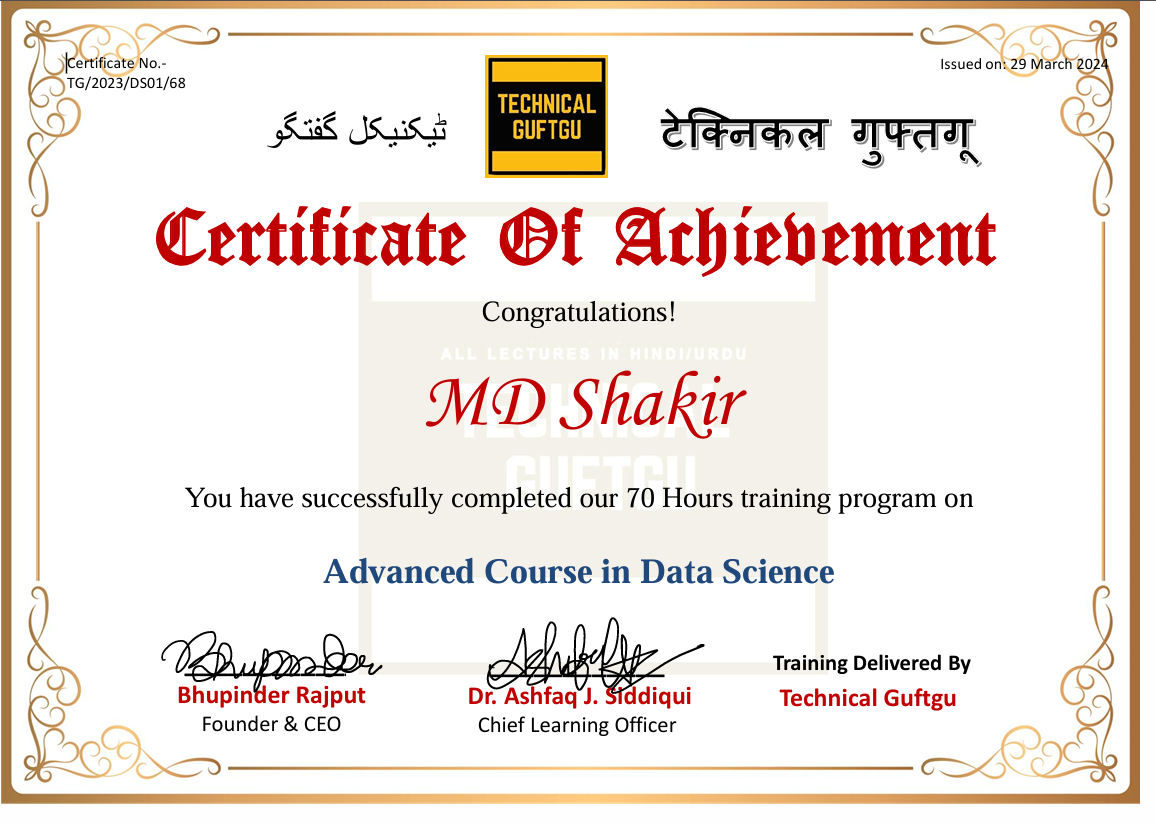 Certificate No.-
TG/2023/DS01/68
Issued on: 29 March 2024
ٹیکنیکل گفتگو
TECHNICAL
GUFTGU
टेक्निकल गुफ्तगू
Certificate Of Achievement
Congratulations!
ALL LECTURES IN HINDI/URDU
TECHNICAL
GUFTGU
MD Shakir
You have successfully completed our 70 Hours training program on
Advanced Course in Data Science
Bhupinder Rajput
Founder & CEO
Dr. Ashfaq J. Siddiqui
Chief Learning Officer
Training Delivered By
Technical Guftgu